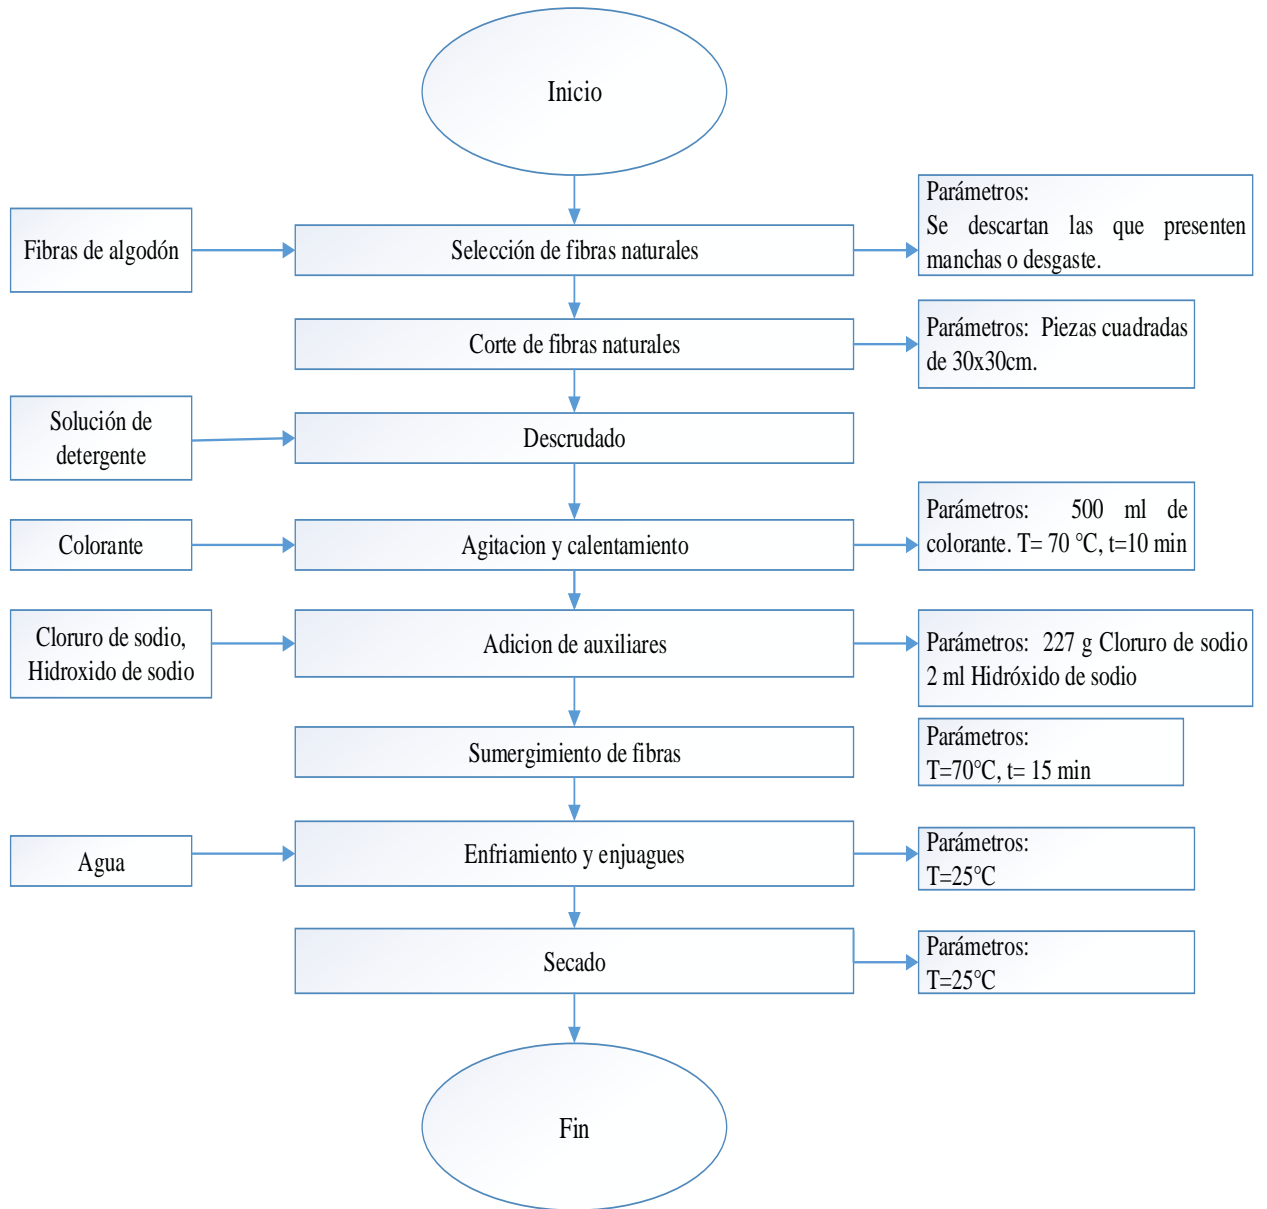 Inicio
Fibras de algodón
Selección de fibras naturales
Parámetros:
Se descartan las que presenten
manchas o desgaste.
Corte de fibras naturales
Parámetros: Piezas cuadradas
de 30x30cm.
Solución de
detergente
Descrudado
Colorante
Agitacion y calentamiento
Parámetros: 500 ml de
colorante. T= 70 °C, t=10 min
Cloruro de sodio,
Hidroxido de sodio
Adicion de auxiliares
Parámetros: 227 g Cloruro de sodio
2 ml Hidróxido de sodio
Sumergimiento de fibras
Parámetros:
T=70°C, t= 15 min
Agua
Enfriamiento y enjuagues
Parámetros:
T=25°C
Secado
Parámetros:
T=25°C
Fin